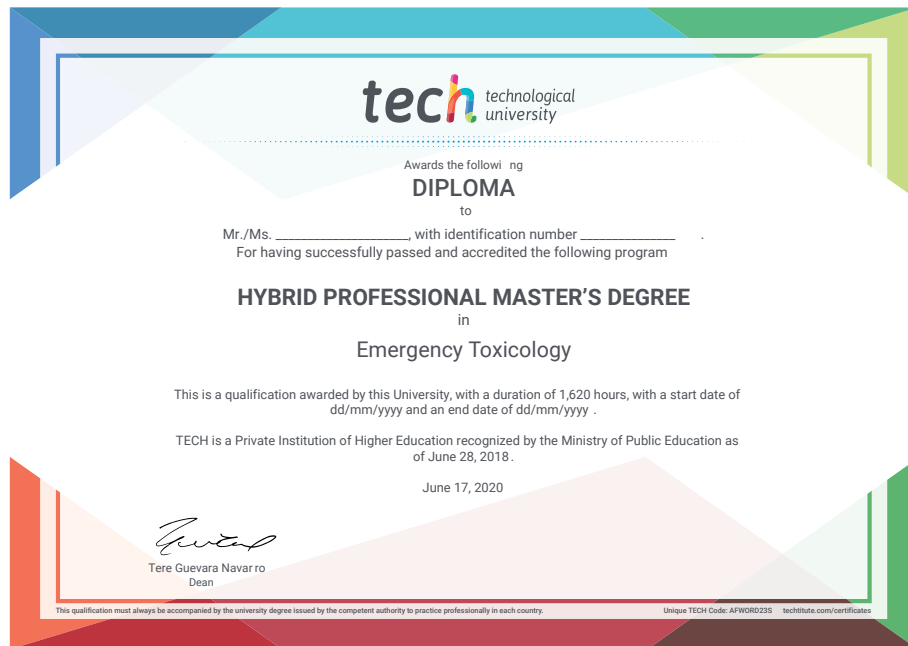 tech technological
university
Awards the followi ng
DIPLOMA
to
Mr./Ms. _____________________, with identification number _______________ .
For having successfully passed and accredited the following program
HYBRID PROFESSIONAL MASTER’S DEGREE
in
Emergency Toxicology
This is a qualification awarded by this University, with a duration of 1,620 hours, with a start date of
dd/mm/yyyy and an end date of dd/mm/yyyy .
TECH is a Private Institution of Higher Education recognized by the Ministry of Public Education as
of June 28, 2018.
June 17, 2020
Tere Guevara Navar ro
Dean
This qualification must always be accompanied by the university degree issued by the competent authority to practice professionally in each country. Unique TECH Code: AFWORD23S techtitute.com/certificates